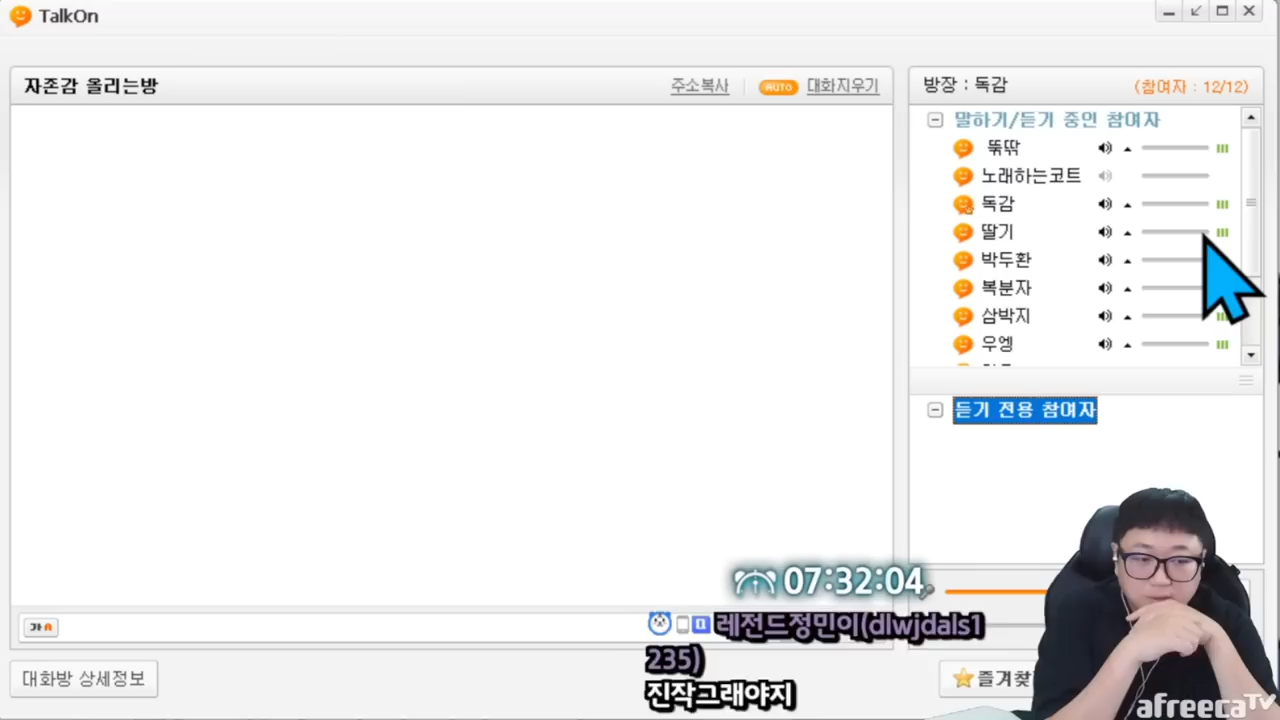 TalkOn
자존감 올리는방
주소복사
AUTO
대화지우기
방장 : 독감
(참여자 : 12/12)
말하기/듣기 중인 참여자
뚞딲
노래하는코트
독감
딸기
박두환
복분자
삼박지
우엥
듣기 전용 참여자
07:32:04
가
레전드정민이(dlwjdals1
235)
진작그래야지
대화방 상세정보
즐겨찾
afreecaTV